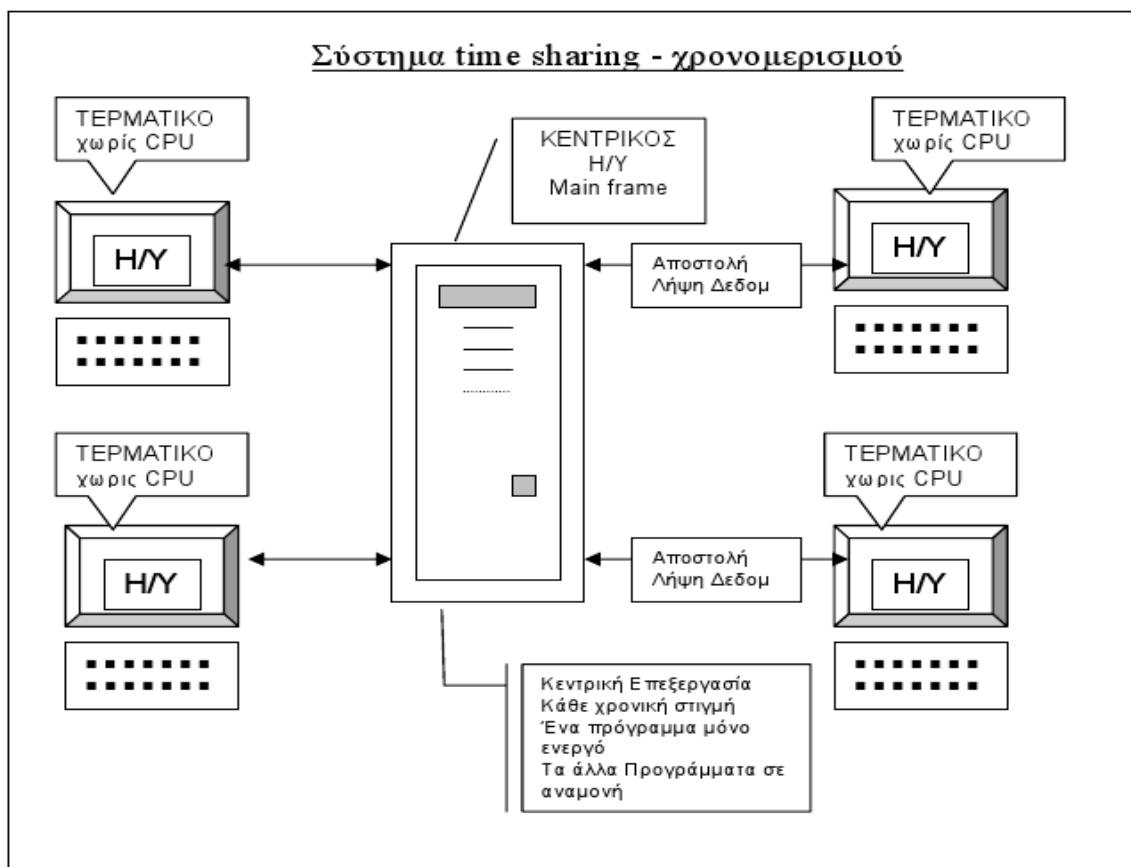 Σύστημα time sharing - χρονομερισμού
ΤΕΡΜΑΤΙΚΟ
χωρίς CPU
ΚΕΝΤΡΙΚΟΣ
Η/Υ
Main frame
ΤΕΡΜΑΤΙΚΟ
χωρίς CPU
Η/Υ
Αποστολή
Λήψη Δεδομ
Η/Υ
ΤΕΡΜΑΤΙΚΟ
χωρις CPU
ΤΕΡΜΑΤΙΚΟ
χωρις CPU
Η/Υ
Αποστολή
Λήψη Δεδομ
Η/Υ
Κεντρική Επεξεργασία
Κάθε χρονική στιγμή
Ένα πρόγραμμα μόνο
ενεργό
Τα άλλα Προγράμματα σε
αναμονή